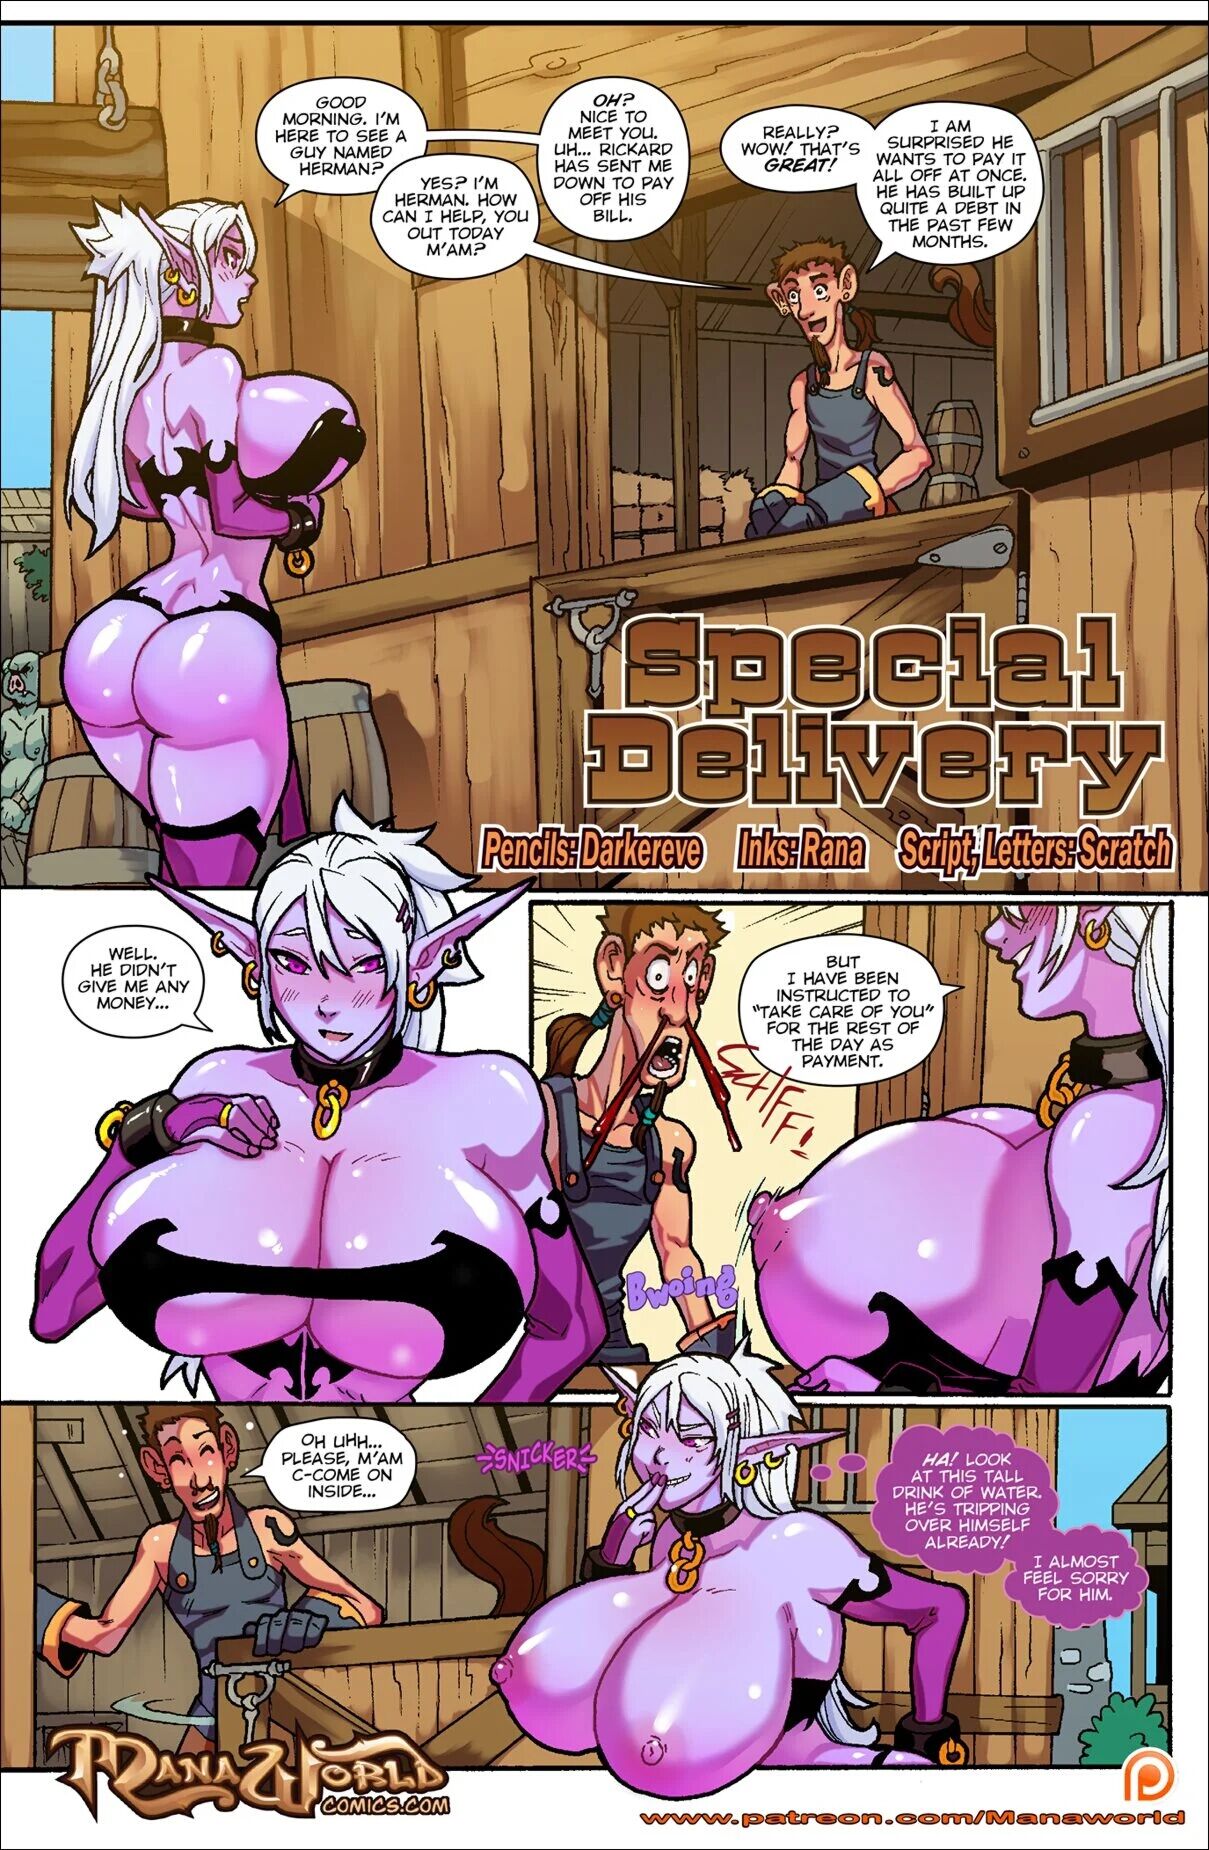 GOOD
MORNING. I'M
HERE TO SEE A
GUY NAMED
HERMAN?
YES? I'M
HERMAN. HOW
CAN I HELP, YOU
OUT TODAY
M'AM?
OH?
NICE TO
MEET YOU.
UH... RICKARD
HAS SENT ME
DOWN TO PAY
OFF HIS
BILL.
REALLY?
WOW! THAT'S
GREAT!
I AM
SURPRISED HE
WANTS TO PAY IT
ALL OFF AT ONCE.
HE HAS BUILT UP
QUITE A DEBT IN
THE PAST FEW
MONTHS.
Special
Delivery
Pencils: Darkereve Inks: Rana Script, Letters: Scratch
WELL.
HE DIDN'T
GIVE ME ANY
MONEY...
BUT
I HAVE BEEN
INSTRUCTED TO
"TAKE CARE OF YOU"
FOR THE REST OF
THE DAY AS
PAYMENT.
Bwoing
OH UHH...
PLEASE, M'AM
C-COME ON
INSIDE...
SNICKER
HA! LOOK
AT THIS TALL
DRINK OF WATER.
HE'S TRIPPING
OVER HIMSELF
ALREADY!
I ALMOST
FEEL SORRY
FOR HIM.
MANA WORLD
COMICS.COM
www.patreon.com/Manaworld